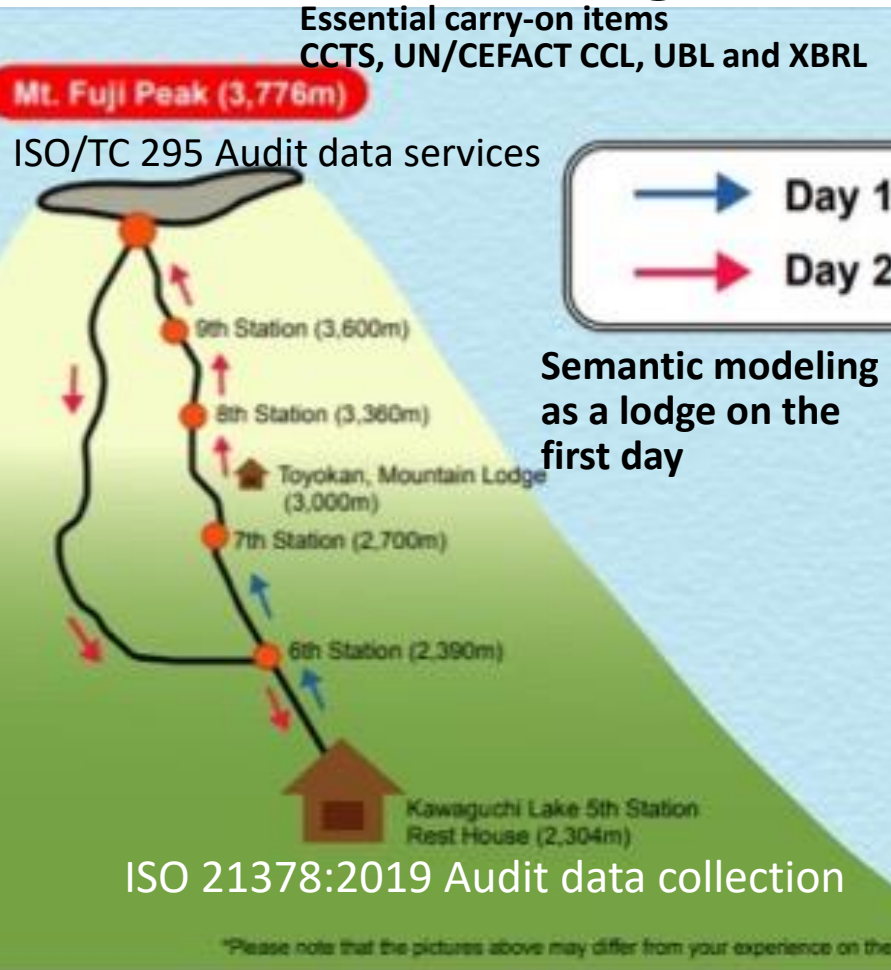 Essential carry-on items
CCTS, UN/CEFACT CCL, UBL and XBRL
Mt. Fuji Peak (3,776m)
ISO/TC 295 Audit data services
Day 1
Day 2
9th Station (3,600m)
Semantic modeling
as a lodge on the
first day
8th Station (3,360m)
Toyokan, Mountain Lodge
(3,000m)
7th Station (2,700m)
6th Station (2,390m)
Kawaguchi Lake 5th Station
Rest House (2,304m)
ISO 21378:2019 Audit data collection
*Please note that the pictures above may differ from your experience on the